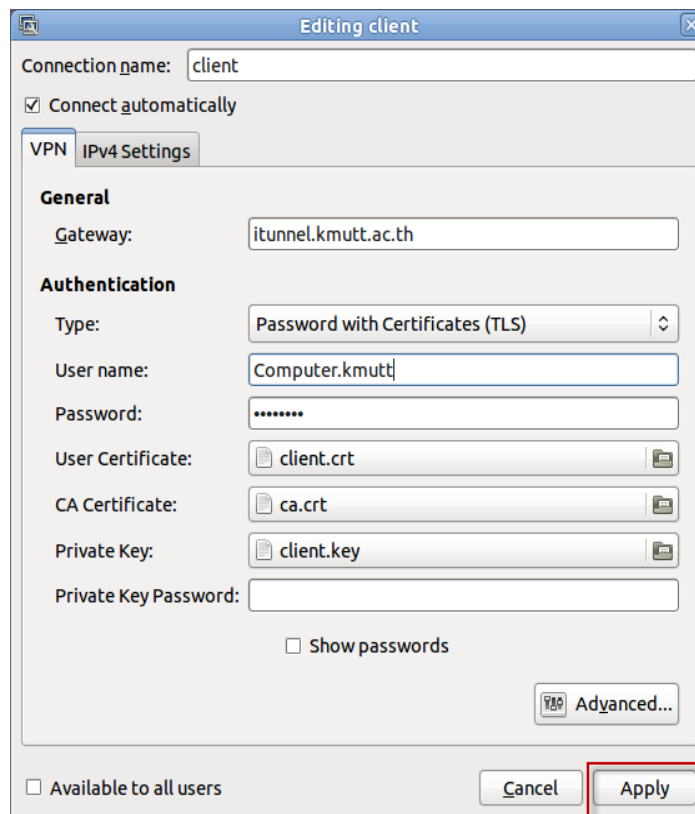 Editing client
Connection name: client
Connect automatically
VPN IPv4 Settings
General
Gateway: itunnel.kmutt.ac.th
Authentication
Type: Password with Certificates (TLS)
User name: Computer.kmutt
Password: ••••••••
User Certificate: client.crt
CA Certificate: ca.crt
Private Key: client.key
Private Key Password:
Show passwords
Advanced...
Available to all users Cancel Apply